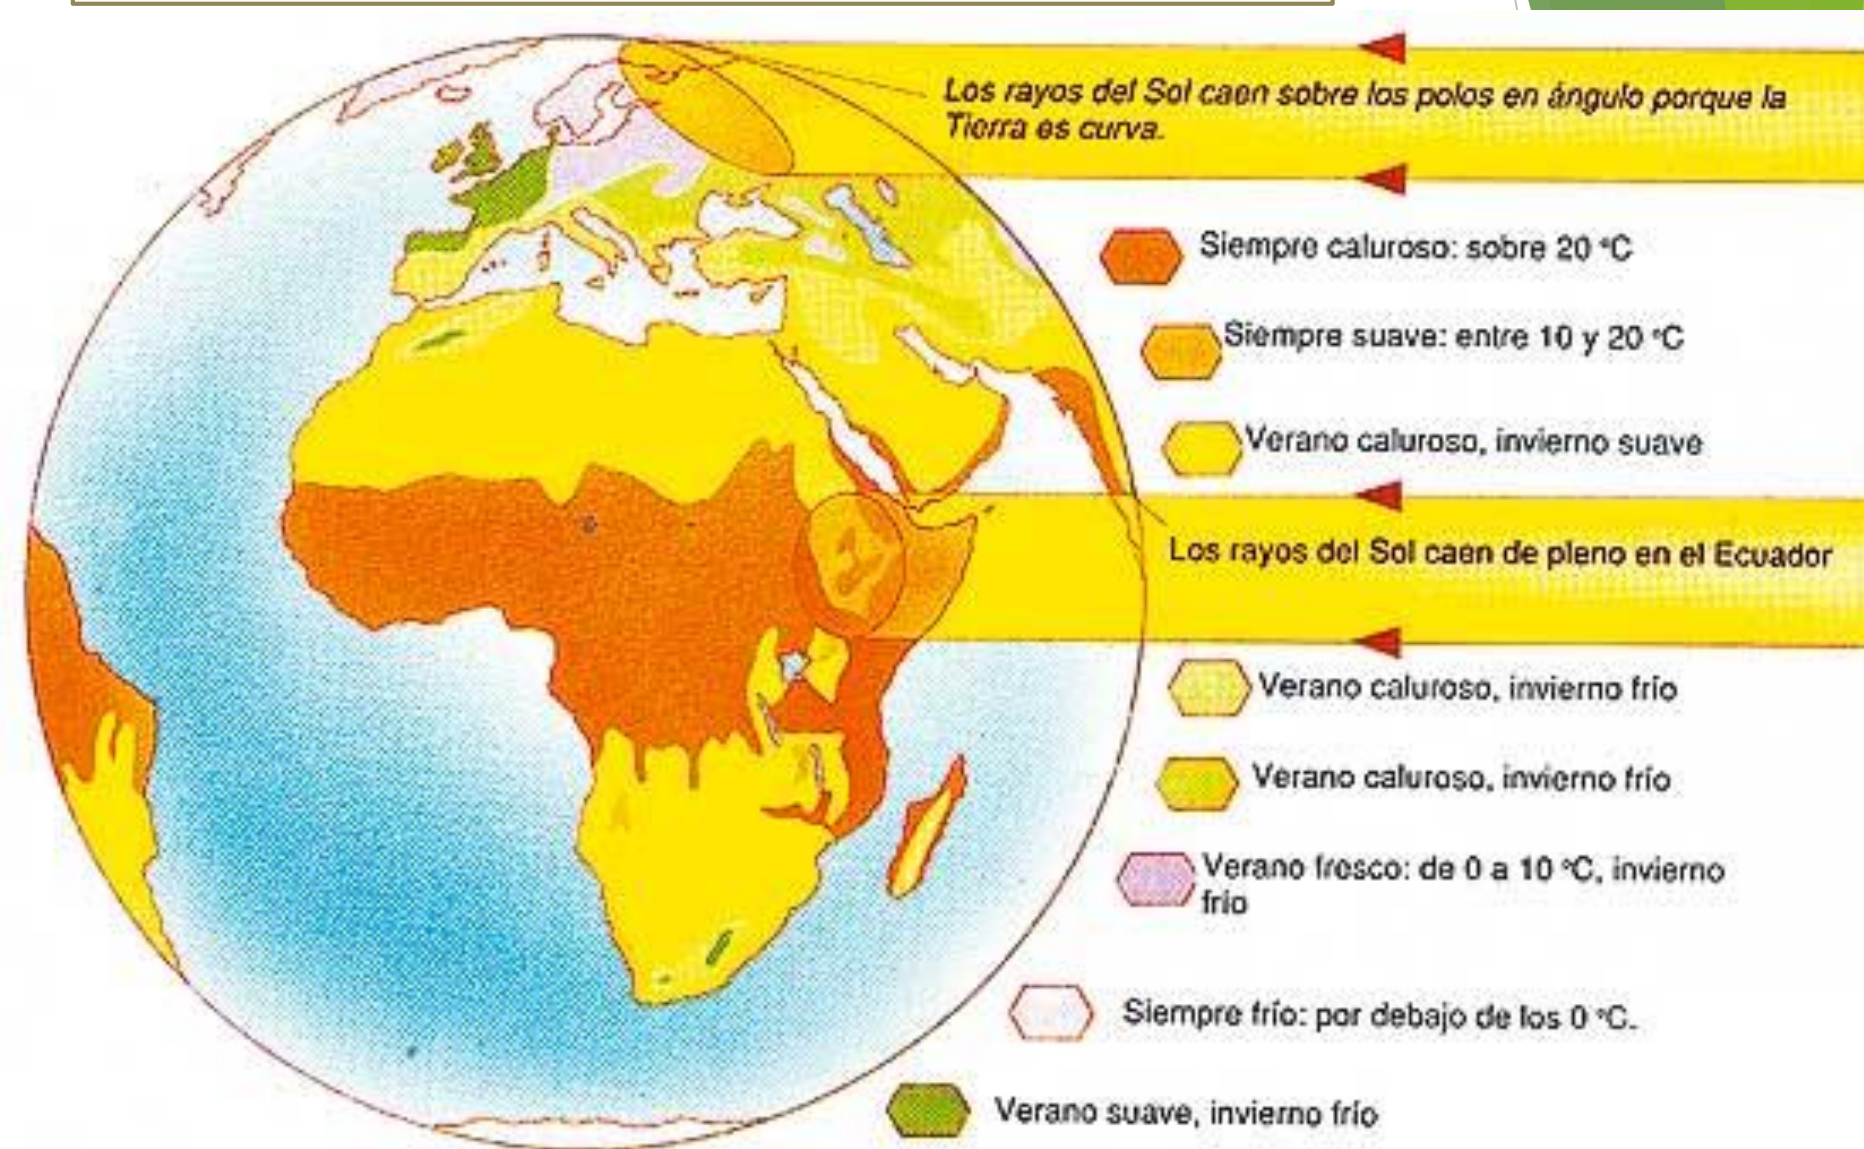 Los rayos del Sol caen sobre los polos en ángulo porque la
Tierra es curva.
Siempre caluroso: sobre 20 °C
Siempre suave: entre 10 y 20 °C
Verano caluroso, invierno suave
Los rayos del Sol caen de pleno en el Ecuador
Verano caluroso, invierno frío
Verano caluroso, invierno frío
Verano fresco: de 0 a 10 °C, invierno
frío
Siempre frío: por debajo de los 0 °C.
Verano suave, invierno frío